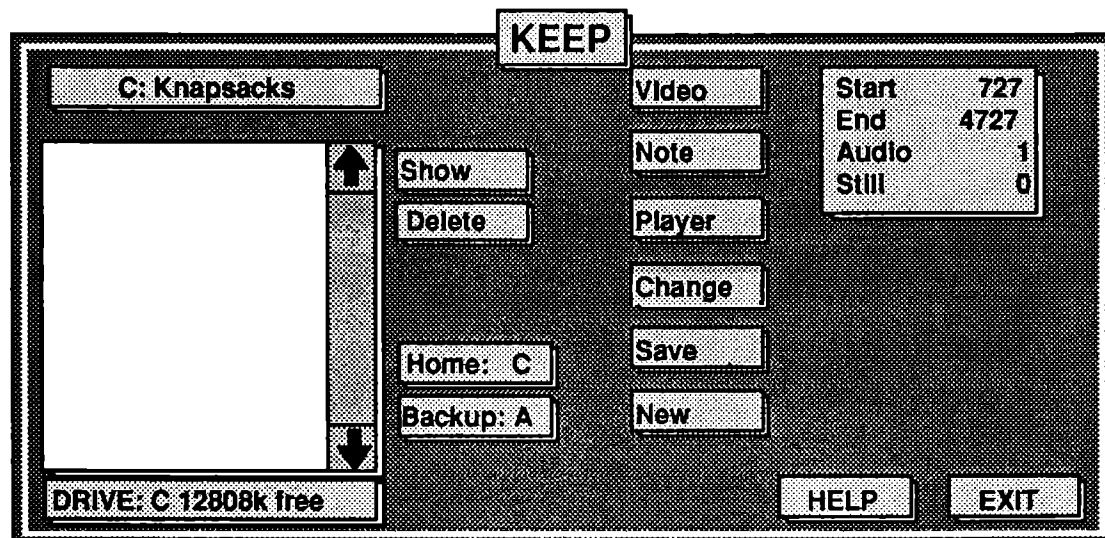 KEEP
C: Knapsacks
Show
Delete
Home: C
Backup: A
DRIVE: C 12808k free
Video
Note
Player
Change
Save
New
Start 727
End 4727
Audio 1
Still 0
HELP
EXIT